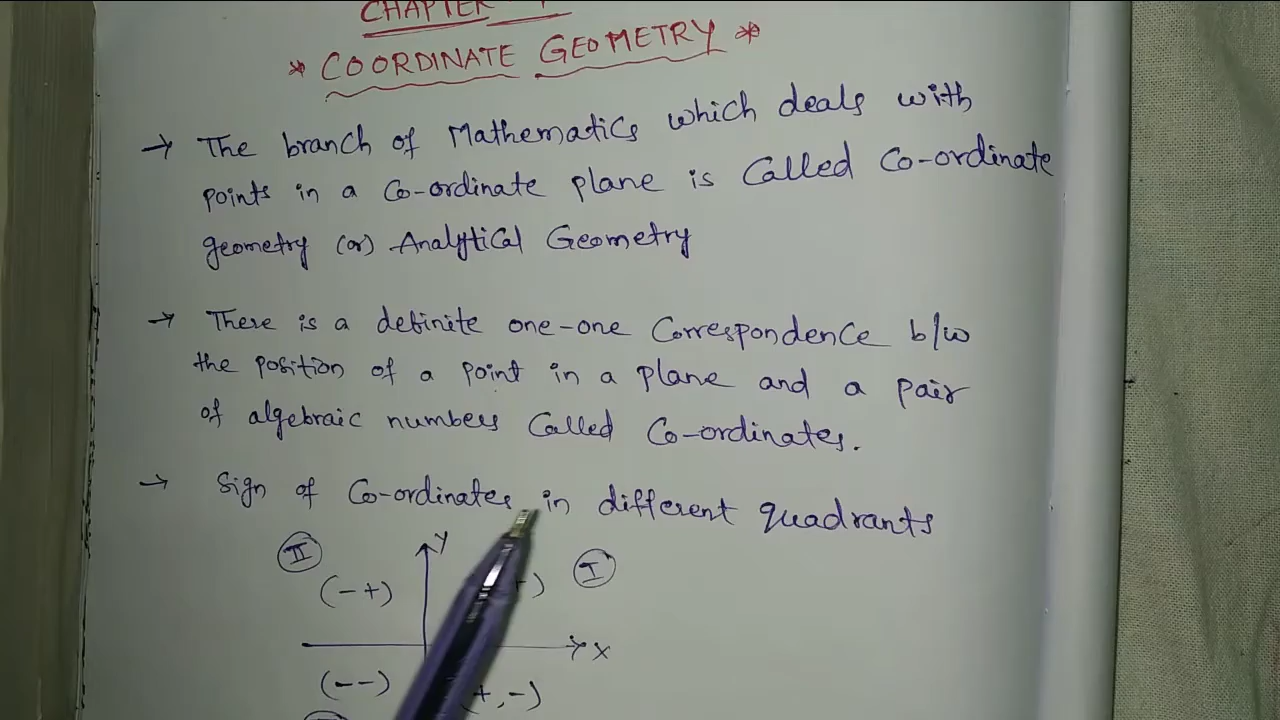 CHAPTER
* COORDINATE GEOMETRY *
→ The branch of Mathematics which deals with
points in a Co-ordinate plane is Called Co-ordinate
geometry (or) Analytical Geometry
→ There is a definite one-one Correspondence b/w
the position of a point in a plane and a pair
of algebraic numbers Called Co-ordinates.
→ Sign of Co-ordinates in different quadrants
II Y I
(-+) )
X
(--) +,-)